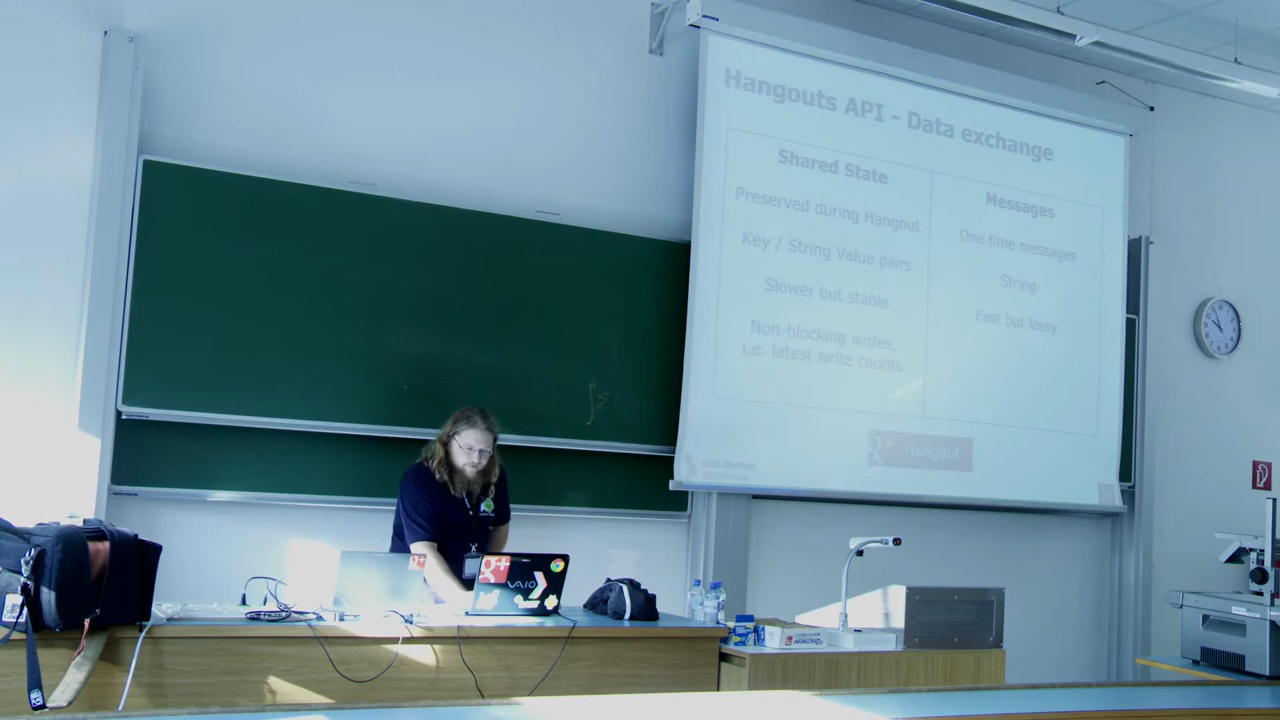 Hangouts API - Data exchange
Shared State
Preserved during Hangout
Key / String Value pairs
Slower but stable
Non-blocking writes,
i.e. latest write counts
Messages
One time messages
String
Fast but lossy
g+ Hangout
∫Σ
g+
g+
VAIO